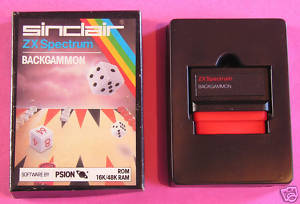 sinclair
ZX Spectrum
BACKGAMMON
SOFTWARE BY PSION
ROM
16K/48K RAM
ZX Spectrum
BACKGAMMON